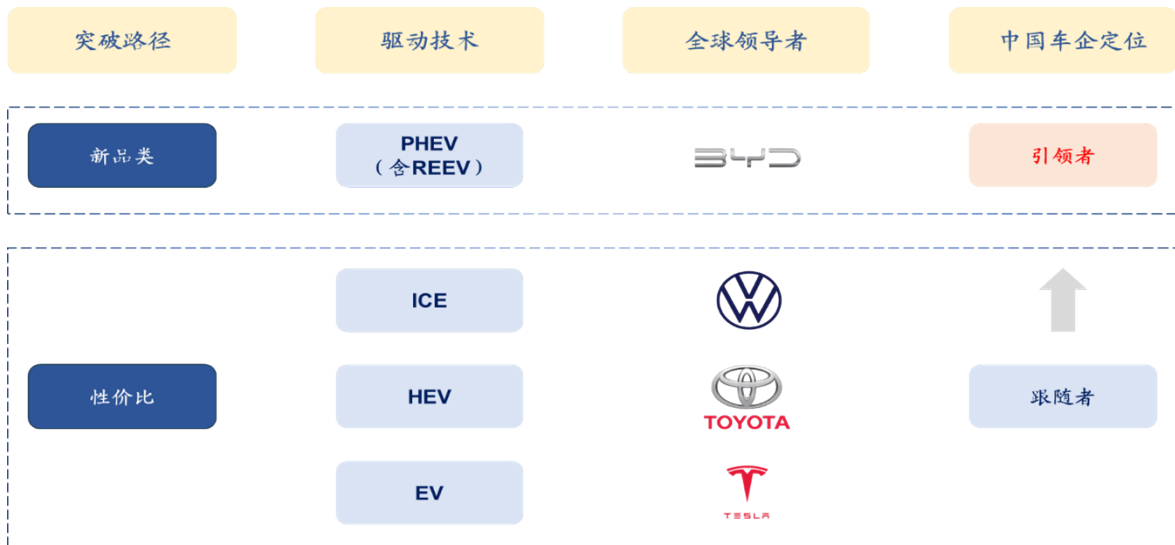 突破路径
驱动技术
全球领导者
中国车企定位
新品类
PHEV
（含REEV）
BYD
引领者
ICE
性价比
HEV
TOYOTA
跟随者
EV
TESLA